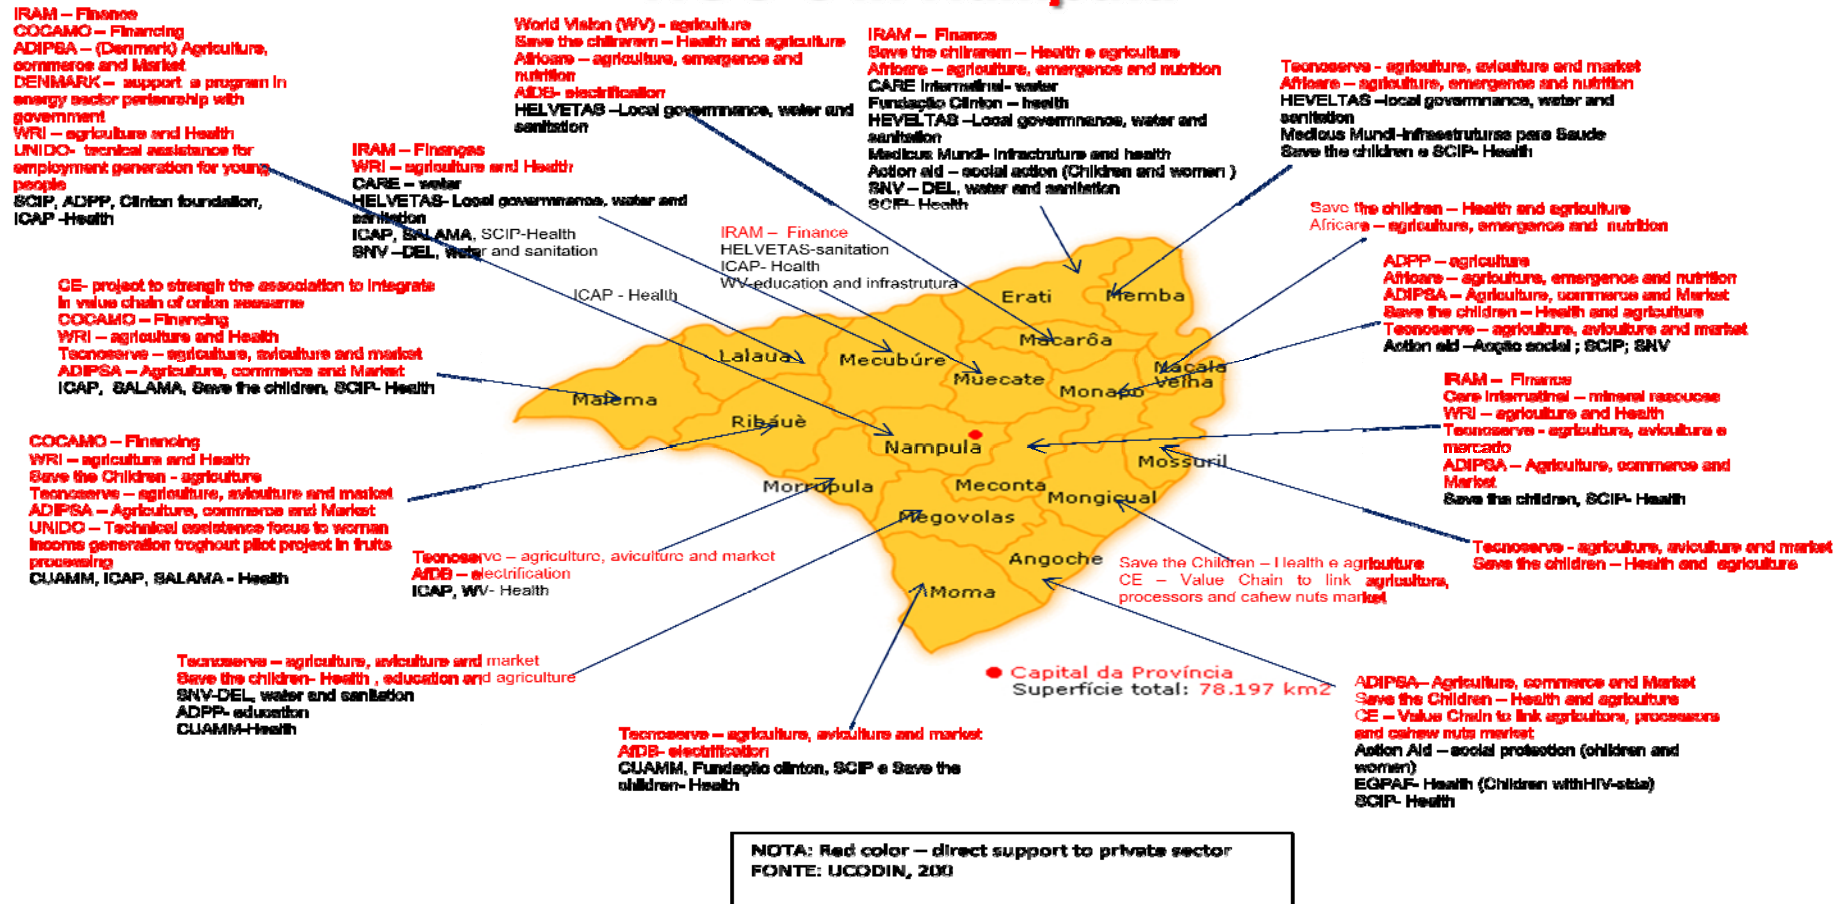 IRAM – Finance
COCAMO – Financing
ADIPSA – (Denmark) Agriculture,
commerce and Market
DENMARK – support a program in
energy sector partenrship with
government
WRI – agriculture and Health
UNIDO- tecnical assistance for
employment generation for young
people
SCIP, ADPP, Clinton foundation,
ICAP -Health
IRAM – Finanças
WRI – agriculture and Health
CARE – water
HELVETAS- Local governmance, water and
sanitation
ICAP, SALAMA, SCIP-Health
SNV –DEL, water and sanitation
World Vision (WV) - agriculture
Save the chilrarem – Health and agriculture
Africare – agriculture, emergence and
nutrition
AfDB- electrification
HELVETAS –Local governmance, water and
sanitation
IRAM – Finance
Save the chilrarem – Health e agriculture
Africare – agriculture, emergence and nutrition
CARE Internatinal- water
Fundação Clinton – health
HEVELTAS –Local governmance, water and
sanitation
Medicus Mundi- infractruture and health
Action aid – social action (Children and women )
SNV – DEL, water and sanitation
SCIP- Health
Tecnoserve - agriculture, aviculture and market
Africare – agriculture, emergence and nutrition
HEVELTAS –local governmance, water and
sanitation
Medicus Mundi-Infraestruturas para Saude
Save the children e SCIP- Health
Save the children – Health and agriculture
Africare – agriculture, emergence and nutrition
ADPP – agriculture
Africare – agriculture, emergence and nutrition
ADIPSA – Agriculture, commerce and Market
Save the children – Health and agriculture
Tecnoserve – agriculture, aviculture and market
Action aid –Acção social ; SCIP; SNV
IRAM – Finance
HELVETAS-sanitation
ICAP- Health
WV-education and infrastrutura
ICAP - Health
CE- project to strengh the association to integrate
in value chain of onion seasame
COCAMO – Financing
WRI – agriculture and Health
Tecnoserve – agriculture, aviculture and market
ADIPSA – Agriculture, commerce and Market
ICAP, SALAMA, Save the children, SCIP- Health
Erati
Memba
Macarôa
Lalaua
Mecubúre
Nacala
Velha
Muecate
Monapo
Malema
Ribáuè
Nampula
Mossuril
Morrupula
Meconta
Mongicual
Megovolas
Angoche
Moma
IRAM – Finance
Care Internatinal – mineral resouces
WRI – agriculture and Health
Tecnoserve - agriculture, avicultura e
mercado
ADIPSA – Agriculture, commerce and
Market
Save the children, SCIP- Health
COCAMO – Financing
WRI – agriculture and Health
Save the Children - agriculture
Tecnoserve – agriculture, aviculture and market
ADIPSA – Agriculture, commerce and Market
UNIDO – Technical assistence focus to woman
income generation troghout pilot project in fruits
processing
CUAMM, ICAP, SALAMA - Health
Tecnoserve – agriculture, aviculture and market
AfDB – electrification
ICAP, WV- Health
Save the Children – Health e agriculture
CE – Value Chain to link agricultors,
processors and cahew nuts market
Tecnoserve - agriculture, aviculture and market
Save the children – Health and agriculture
Tecnoserve – agriculture, aviculture and market
Save the children- Health , education and agriculture
SNV-DEL, water and sanitation
ADPP- education
CUAMM-Health
Capital da Província
Superfície total: 78.197 km2
Tecnoserve – agriculture, aviculture and market
AfDB- electrification
CUAMM, Fundação clinton, SCIP e Save the
children- Health
ADIPSA– Agriculture, commerce and Market
Save the Children – Health and agriculture
CE – Value Chain to link agricultors, processors
and cahew nuts market
Action Aid – social protection (children and
women)
EGPAF- Health (Children withHIV-sida)
SCIP- Health
NOTA: Red color – direct support to private sector
FONTE: UCODIN, 200